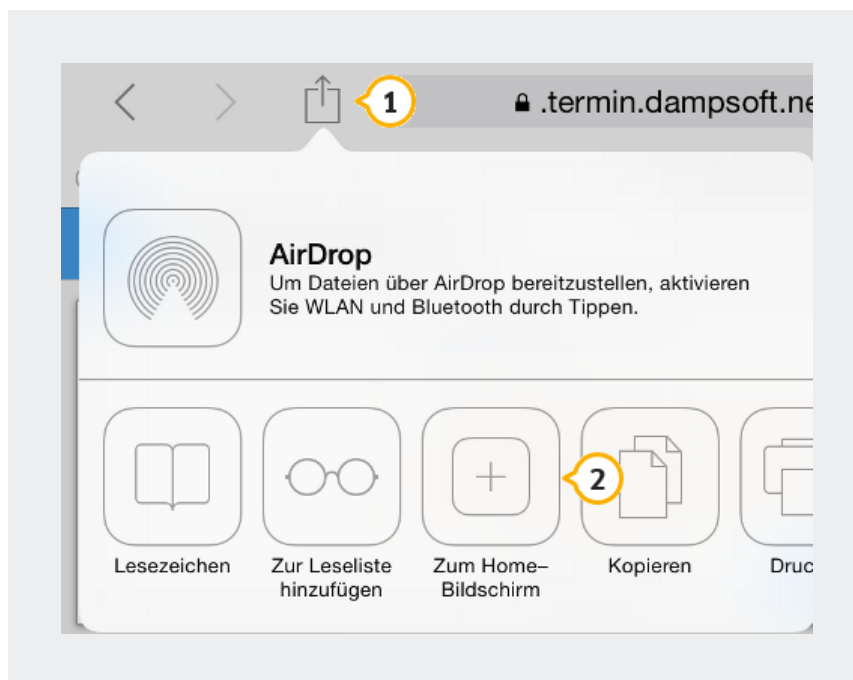 1
.termin.dampsoft.ne
AirDrop
Um Dateien über AirDrop bereitzustellen, aktivieren
Sie WLAN und Bluetooth durch Tippen.
2
Lesezeichen
Zur Leseliste
hinzufügen
Zum Home–
Bildschirm
Kopieren
Druc